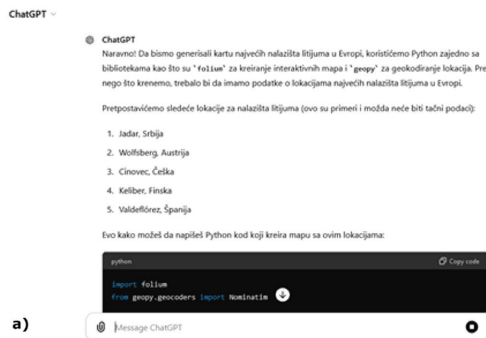 ChatGPT
ChatGPT
Naravno! Da bismo generisali kartu najvećih nalazišta litijuma u Evropi, koristićemo Python zajedno sa
bibliotekama kao što su `folium` za kreiranje interaktivnih mapa i `geopy` za geokodiranje lokacija. Pre
nego što krenemo, trebalo bi da imamo podatke o lokacijama najvećih nalazišta litijuma u Evropi.
Pretpostavićemo sledeće lokacije za nalazišta litijuma (ovo su primeri i možda neće biti tačni podaci):
1. Jadar, Srbija
2. Wolfsberg, Austrija
3. Cinovec, Češka
4. Keliber, Finska
5. Valdeflórez, Španija
Evo kako možeš da napišeš Python kod koji kreira mapu sa ovim lokacijama:
python Copy code
import folium
from geopy.geocoders import Nominatim
a) Message ChatGPT